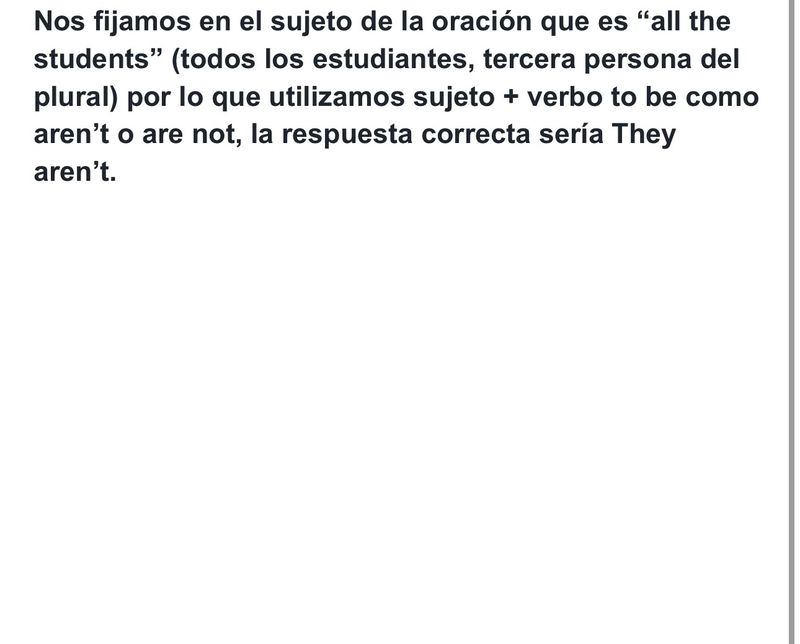 Nos fijamos en el sujeto de la oración que es “all the
students” (todos los estudiantes, tercera persona del
plural) por lo que utilizamos sujeto + verbo to be como
aren’t o are not, la respuesta correcta sería They
aren’t.